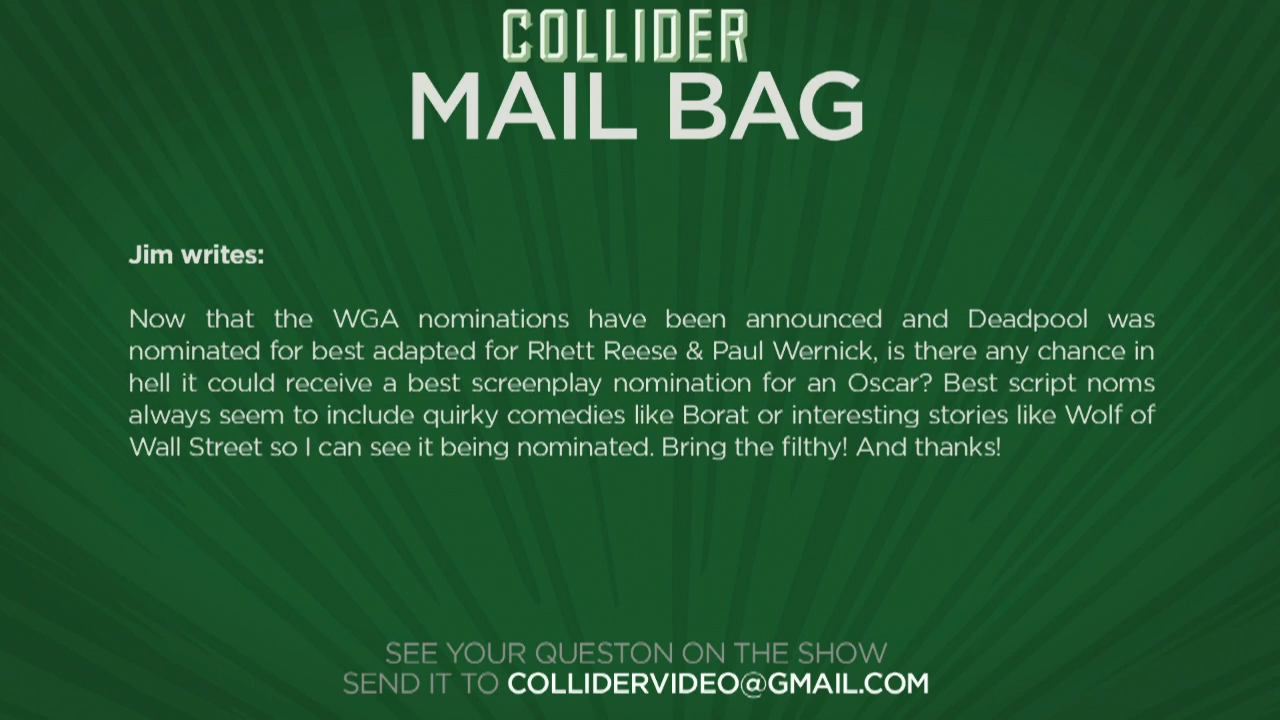 COLLIDER
MAIL BAG
Jim writes:
Now that the WGA nominations have been announced and Deadpool was
nominated for best adapted for Rhett Reese & Paul Wernick, is there any chance in
hell it could receive a best screenplay nomination for an Oscar? Best script noms
always seem to include quirky comedies like Borat or interesting stories like Wolf of
Wall Street so I can see it being nominated. Bring the filthy! And thanks!
SEE YOUR QUESTON ON THE SHOW
SEND IT TO COLLIDERVIDEO@GMAIL.COM